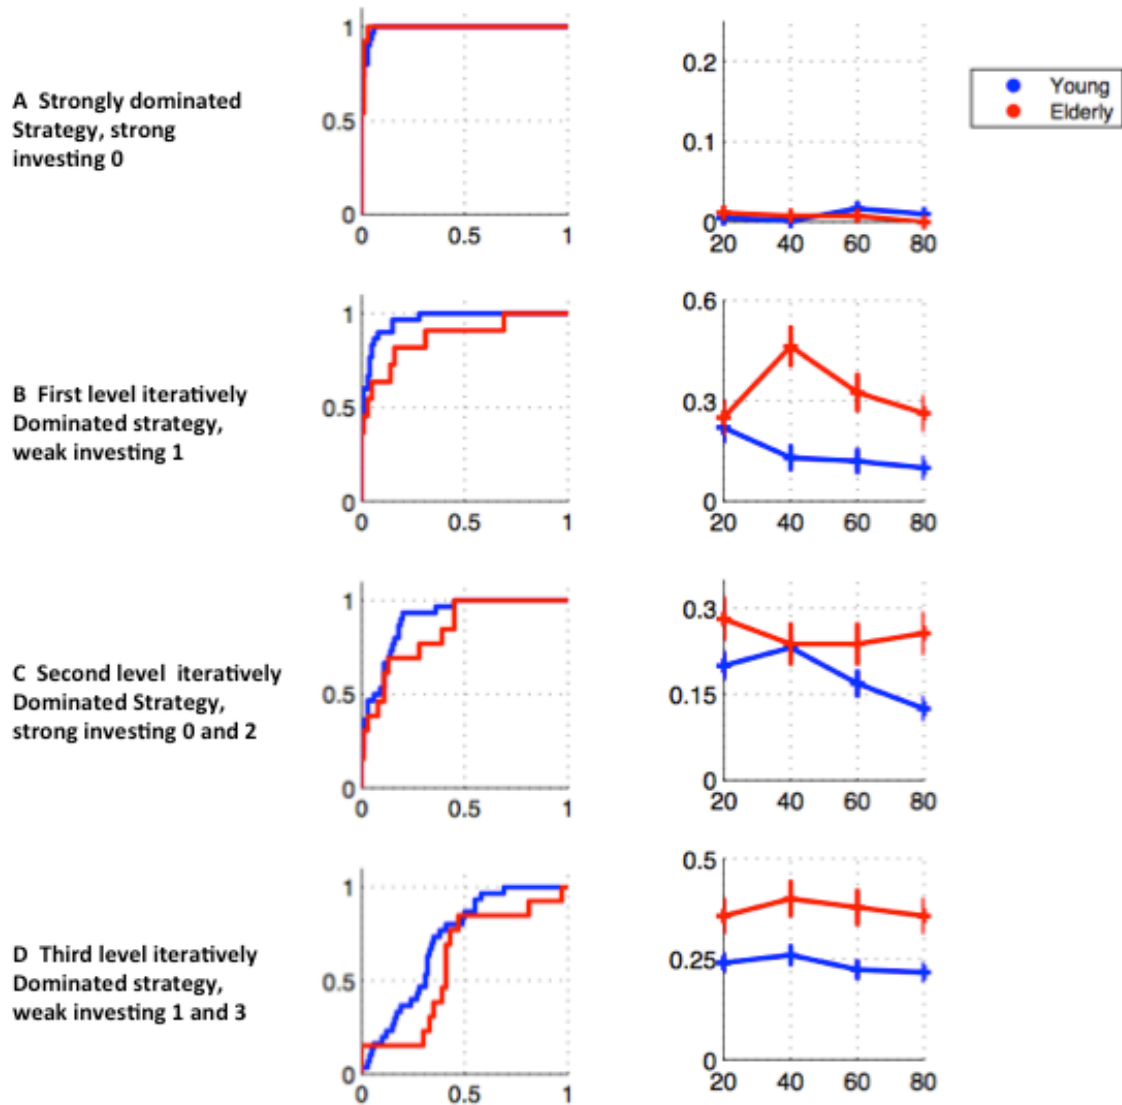 1
0.5
0
0 0.5 1
A Strongly dominated
Strategy, strong
investing 0
0.2
0.1
0
20 40 60 80
Young
Elderly
1
0.5
0
0 0.5 1
B First level iteratively
Dominated strategy,
weak investing 1
0.6
0.3
0
20 40 60 80
1
0.5
0
0 0.5 1
C Second level iteratively
Dominated Strategy,
strong investing 0 and 2
0.3
0.15
0
20 40 60 80
1
0.5
0
0 0.5 1
D Third level iteratively
Dominated strategy,
weak investing 1 and 3
0.5
0.25
0
20 40 60 80